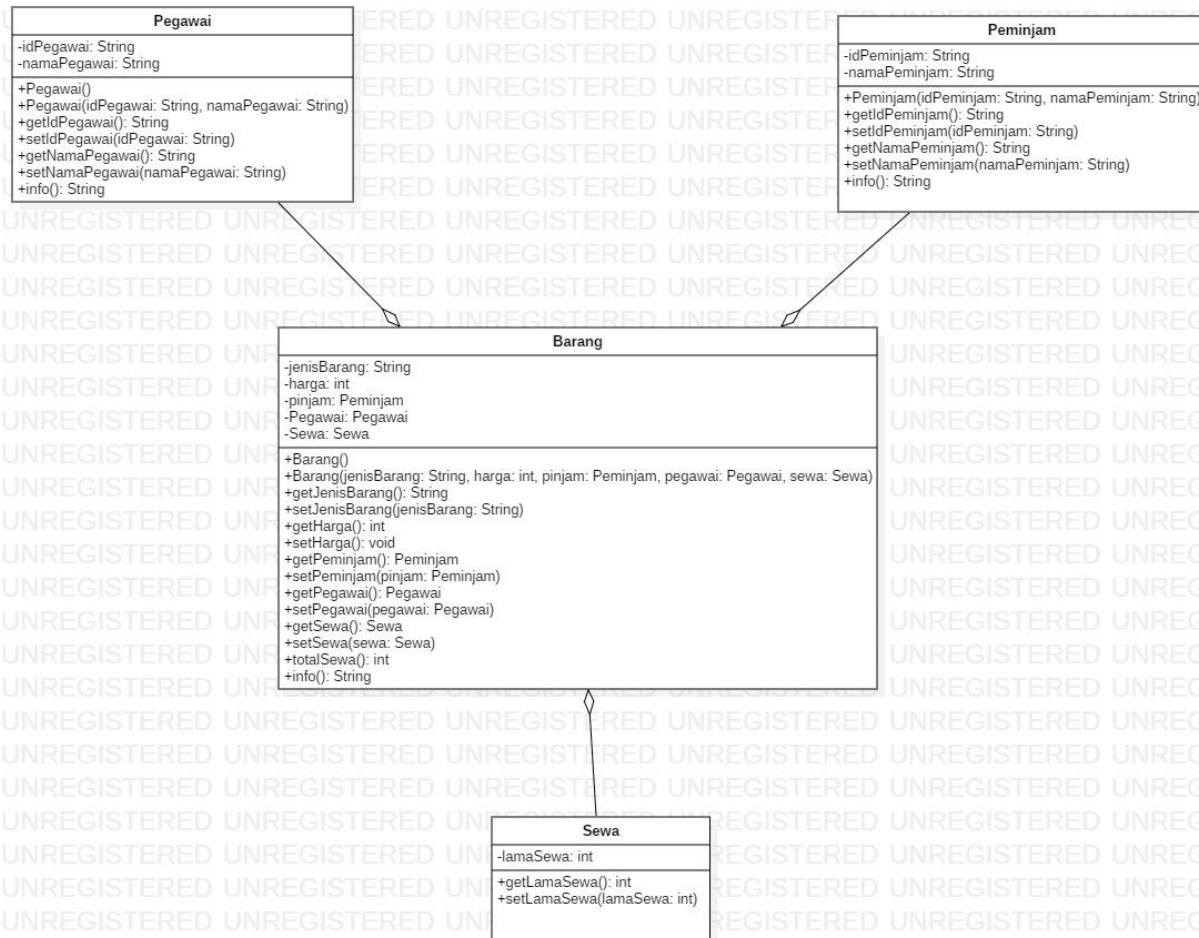 Pegawai
-idPegawai: String
-namaPegawai: String
+Pegawai()
+Pegawai(idPegawai: String, namaPegawai: String)
+getIdPegawai(): String
+setIdPegawai(idPegawai: String)
+getNamaPegawai(): String
+setNamaPegawai(namaPegawai: String)
+info(): String
Peminjam
-idPeminjam: String
-namaPeminjam: String
+Peminjam(idPeminjam: String, namaPeminjam: String)
+getIdPeminjam(): String
+setIdPeminjam(idPeminjam: String)
+getNamaPeminjam(): String
+setNamaPeminjam(namaPeminjam: String)
+info(): String
Barang
-jenisBarang: String
-harga: int
-pinjam: Peminjam
-Pegawai: Pegawai
-Sewa: Sewa
+Barang()
+Barang(jenisBarang: String, harga: int, pinjam: Peminjam, pegawai: Pegawai, sewa: Sewa)
+getJenisBarang(): String
+setJenisBarang(jenisBarang: String)
+getHarga(): int
+setHarga(): void
+getPeminjam(): Peminjam
+setPeminjam(pinjam: Peminjam)
+getPegawai(): Pegawai
+setPegawai(pegawai: Pegawai)
+getSewa(): Sewa
+setSewa(sewa: Sewa)
+totalSewa(): int
+info(): String
Sewa
-lamaSewa: int
+getLamaSewa(): int
+setLamaSewa(lamaSewa: int)
UNREGISTERED UNREGISTERED UNREGISTERED UNREGISTERED UNREGISTERED